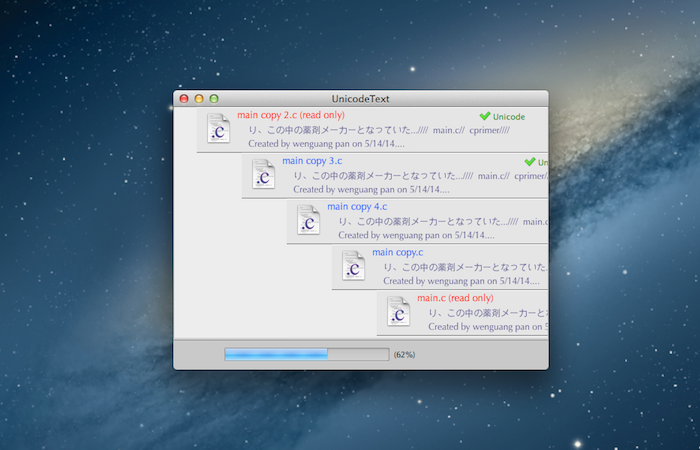 UnicodeText
main copy 2.c (read only)
Unicode
り、この中の薬剤メーカーとなっていた...//// main.c// cprimer////
Created by wenguang pan on 5/14/14....
main copy 3.c
Un
り、この中の薬剤メーカーとなっていた...//// main.c// cprimer/
Created by wenguang pan on 5/14/14....
main copy 4.c
り、この中の薬剤メーカーとなっていた...//// main.c
Created by wenguang pan on 5/14/14....
main copy.c
り、この中の薬剤メーカーとなっていた..
Created by wenguang pan on 5/14/14....
main.c (read only)
り、この中の薬剤メーカーと
Created by wenguang pan on 5
(62%)